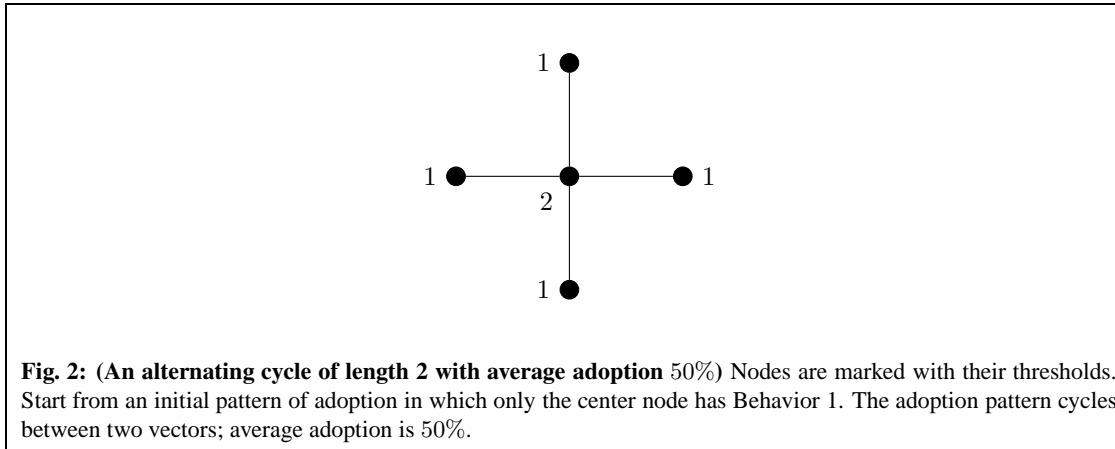 1
1
1
2
1
Fig. 2: (An alternating cycle of length 2 with average adoption 50%) Nodes are marked with their thresholds.
Start from an initial pattern of adoption in which only the center node has Behavior 1. The adoption pattern cycles
between two vectors; average adoption is 50%.